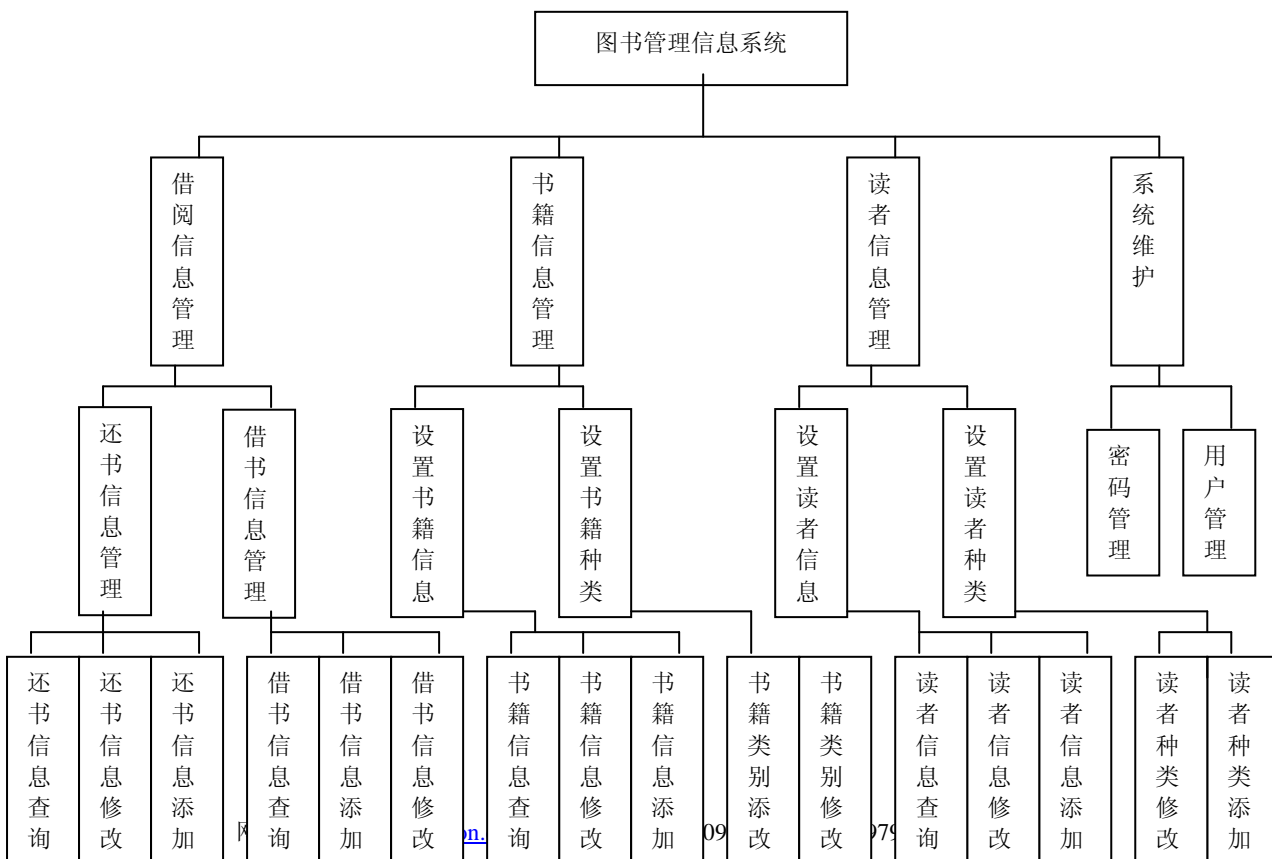 图书管理信息系统
借阅信息管理
书籍信息管理
读者信息管理
系统维护
还书信息管理
借书信息管理
设置书籍信息
设置书籍种类
设置读者信息
设置读者种类
密码管理
用户管理
还书信息查询
还书信息修改
还书信息添加
借书信息查询
借书信息添加
借书信息修改
书籍信息查询
书籍信息修改
书籍信息添加
书籍类别添改
书籍类别修改
读者信息查询
读者信息修改
读者信息添加
读者种类修改
读者种类添加
on.
09
979